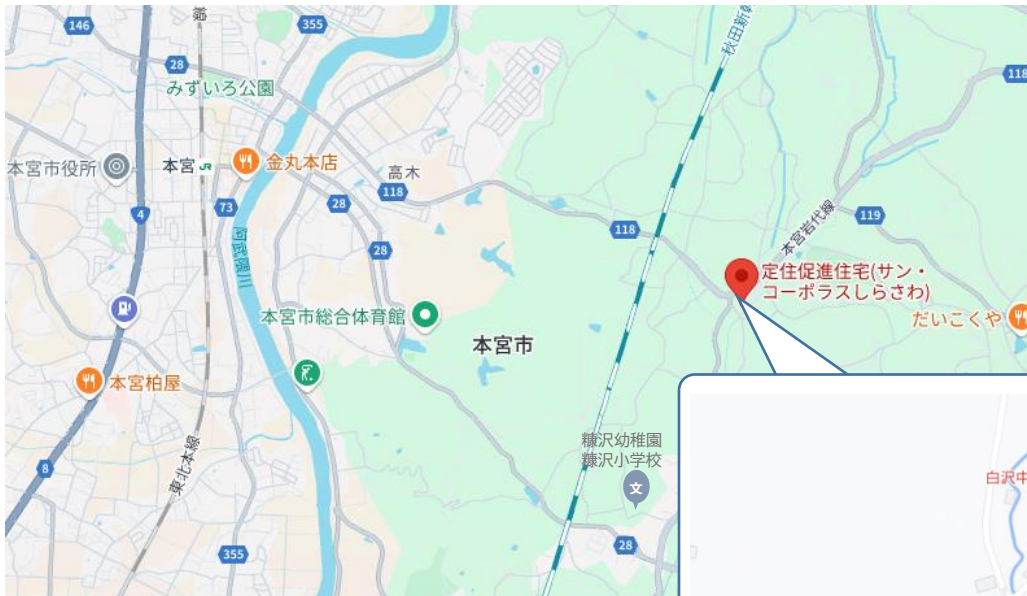 146
355
28
みずいろ公園
秋田新幹
118
本宮市役所
本宮
JR
金丸本店
高木
118
73
28
4
118
119
28
阿武隈川
本宮岩代線
定住促進住宅(サン・
コーポラスしらさわ)
本宮市総合体育館
だいこくや
本宮市
本宮柏屋
糠沢幼稚園
糠沢小学校
文
8
東北本線
白沢中
355
28